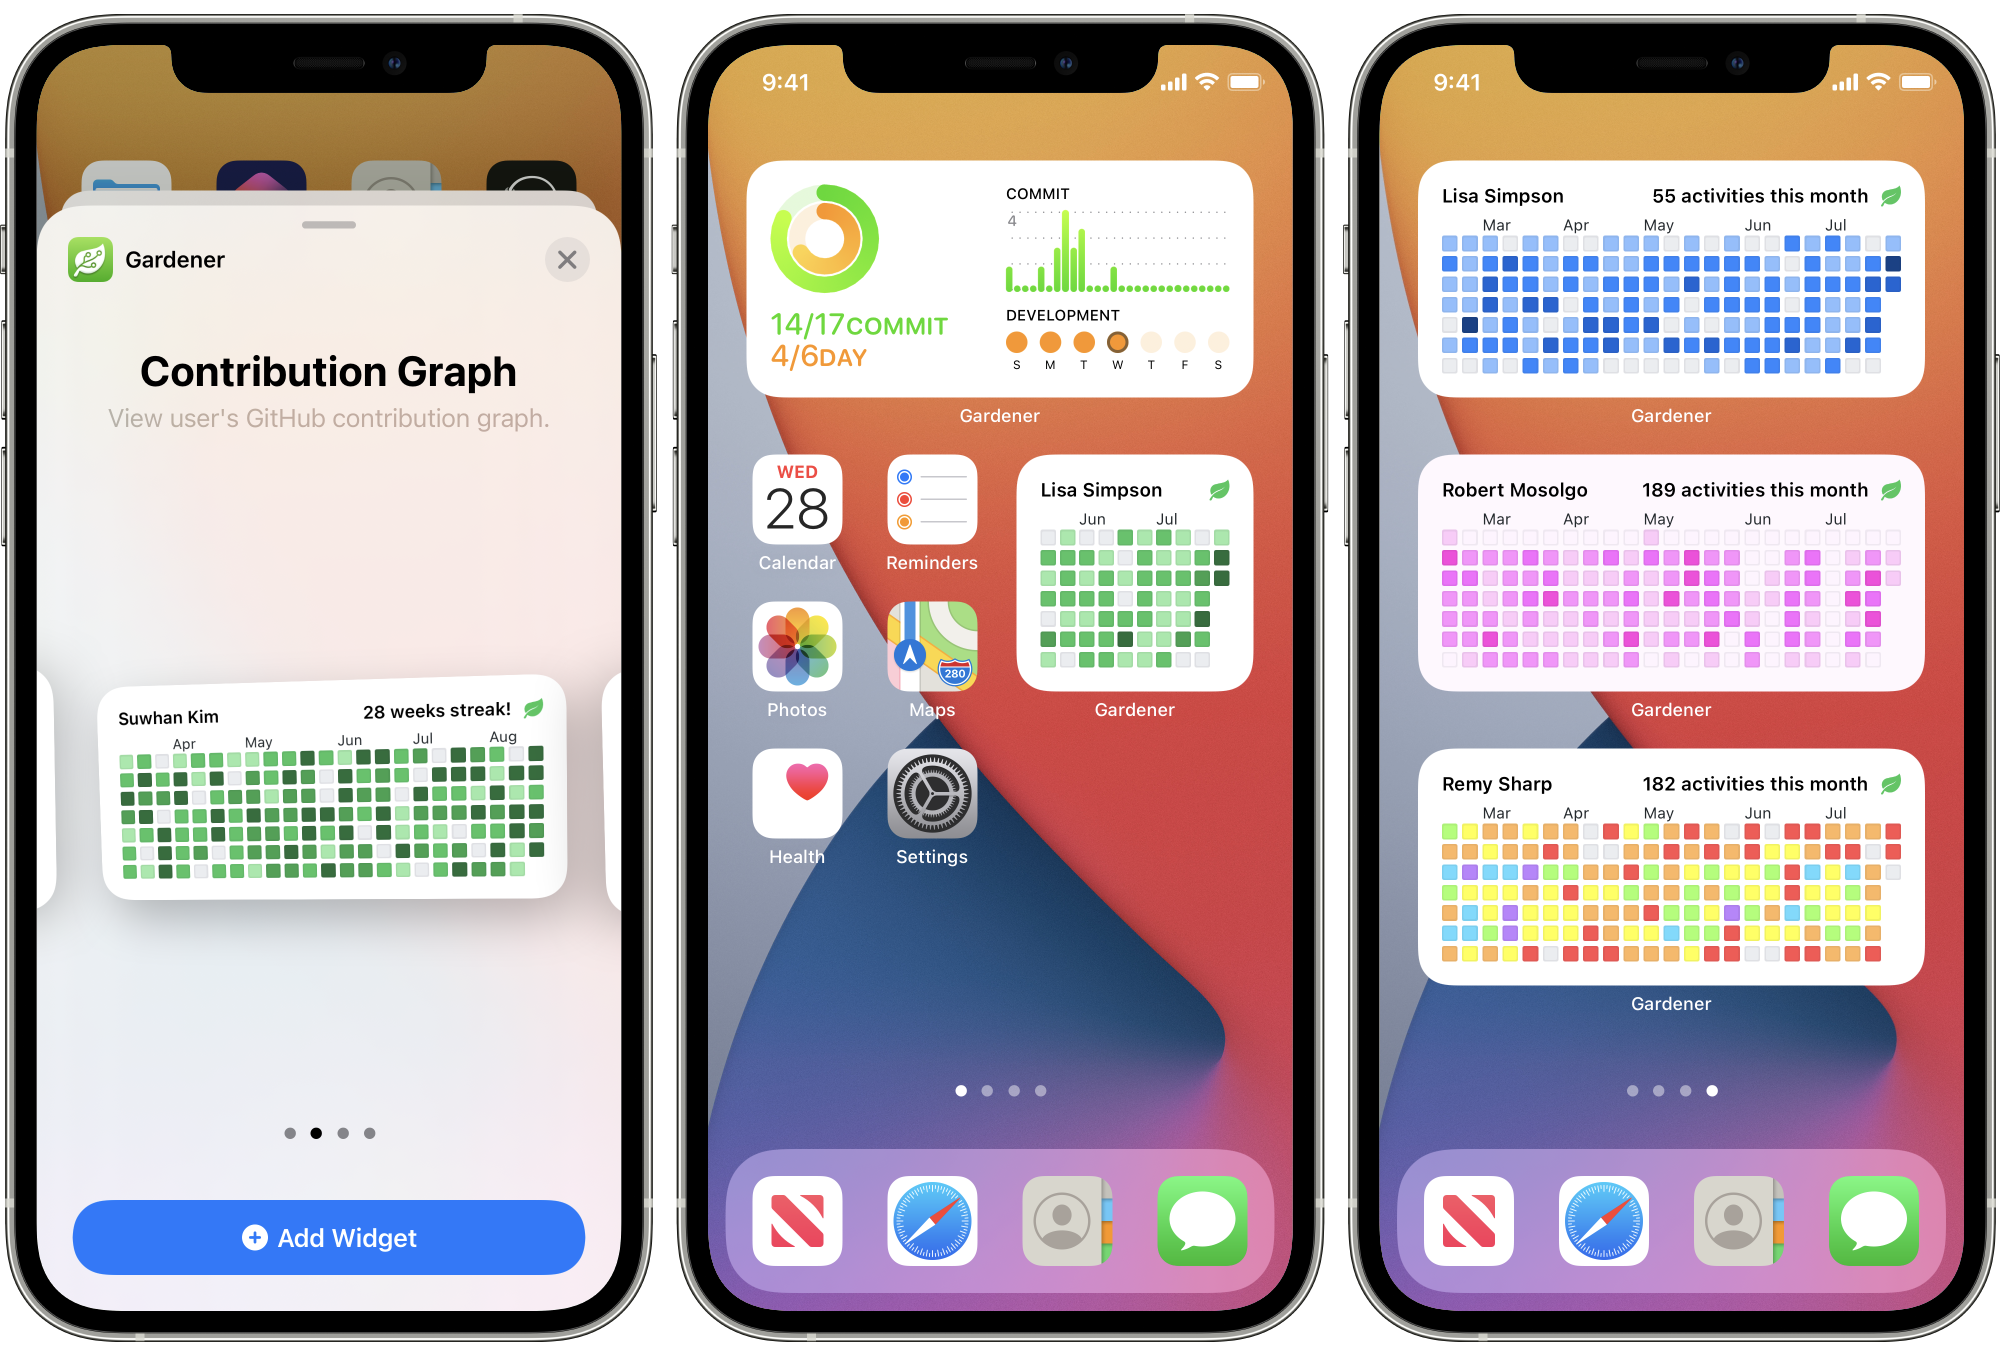 Gardener
Contribution Graph
View user's GitHub contribution graph.
Suwhan Kim 28 weeks streak!
Apr May Jun Jul Aug
Add Widget
9:41
COMMIT
4
14/17COMMIT
4/6DAY
DEVELOPMENT
S M T W T F S
Gardener
WED
28
Calendar
Reminders
Lisa Simpson
Jun Jul
Photos
280
Maps
Gardener
Health
Settings
9:41
Lisa Simpson 55 activities this month
Mar Apr May Jun Jul
Gardener
Robert Mosolgo 189 activities this month
Mar Apr May Jun Jul
Gardener
Remy Sharp 182 activities this month
Mar Apr May Jun Jul
Gardener